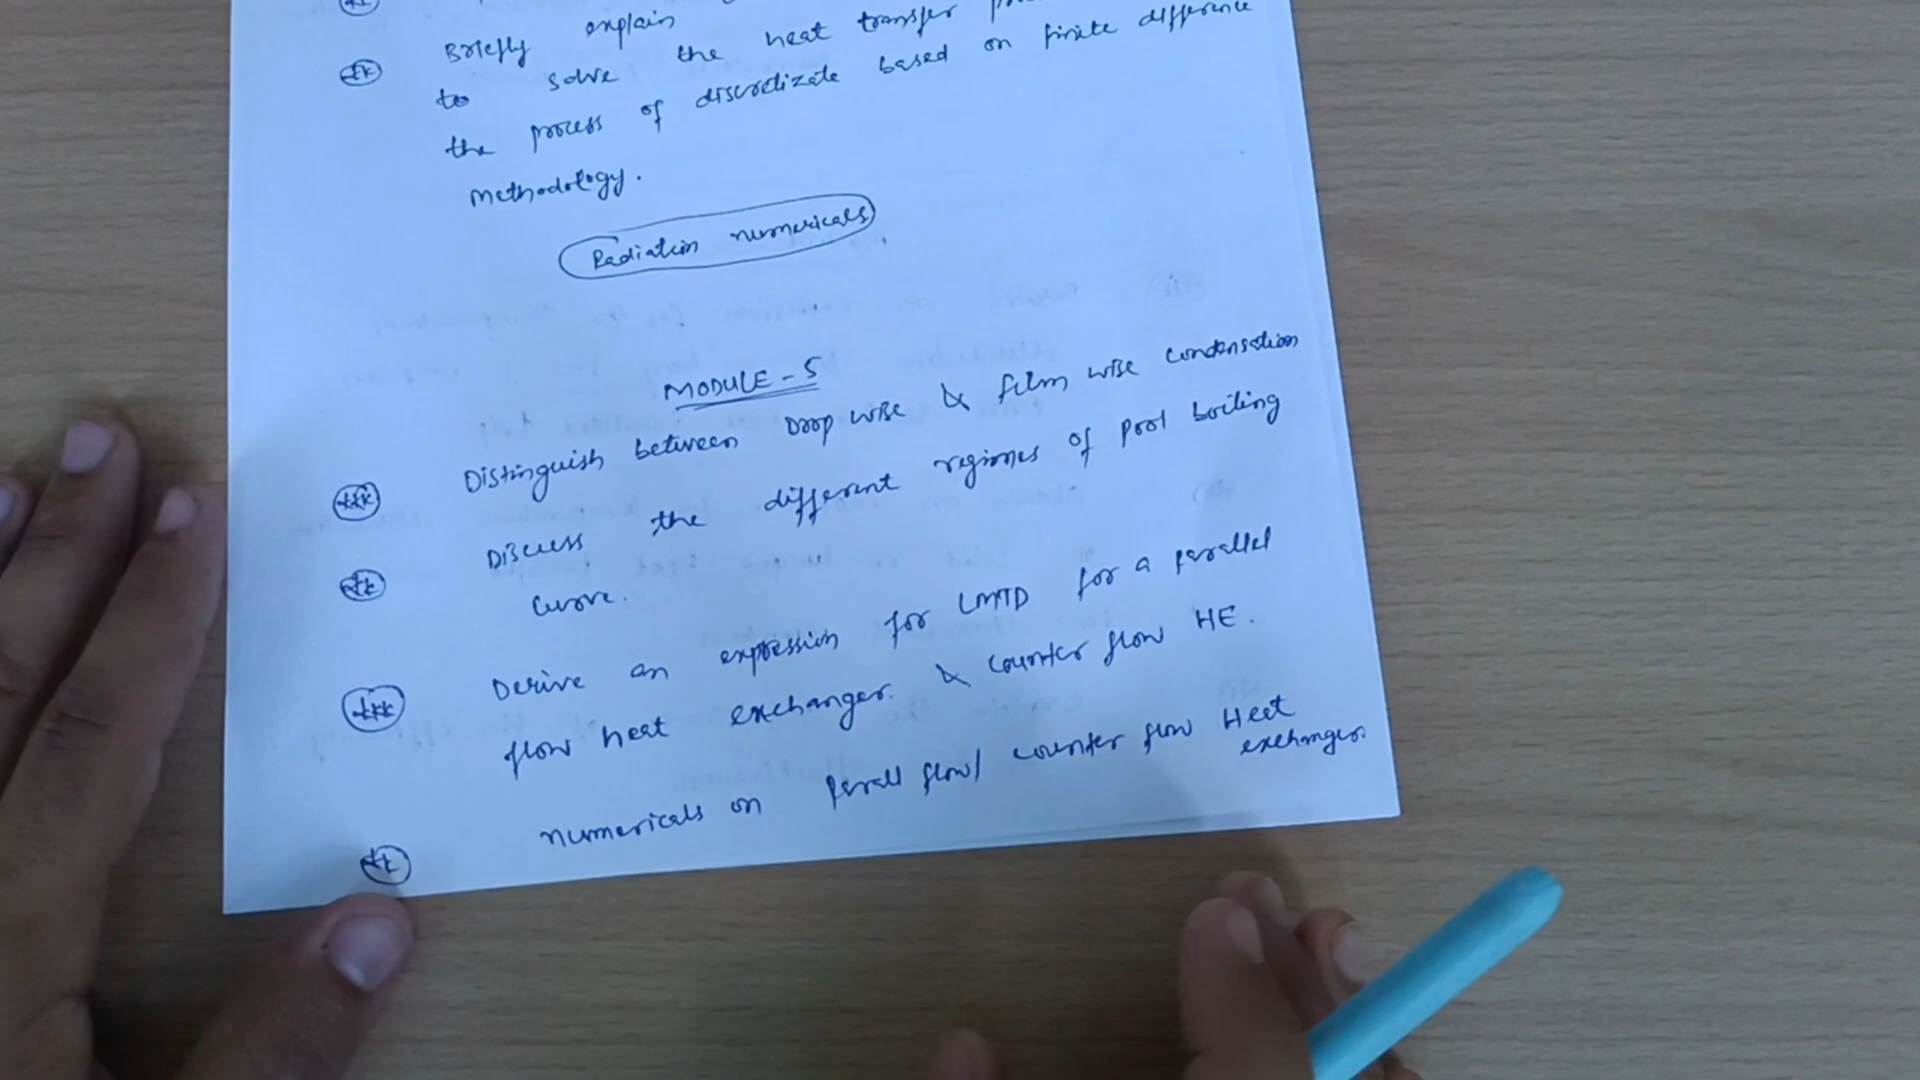 Briefly explain
to solve the heat transfer
the process of discretizate based on finite difference
methodology.
Radiation numericals
MODULE - 5
Distinguish between Drop wise & film wise condensation
Discuss the different regimes of pool boiling
curve.
Derive an expression for LMTD for a parallel
flow heat exchanger. & counter flow HE.
numericals on Parall flow/ counter flow Heat
exchanger.